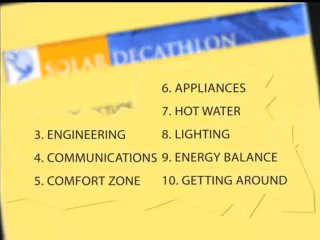 SOLAR DECATHLON
3. ENGINEERING
4. COMMUNICATIONS
5. COMFORT ZONE
6. APPLIANCES
7. HOT WATER
8. LIGHTING
9. ENERGY BALANCE
10. GETTING AROUND